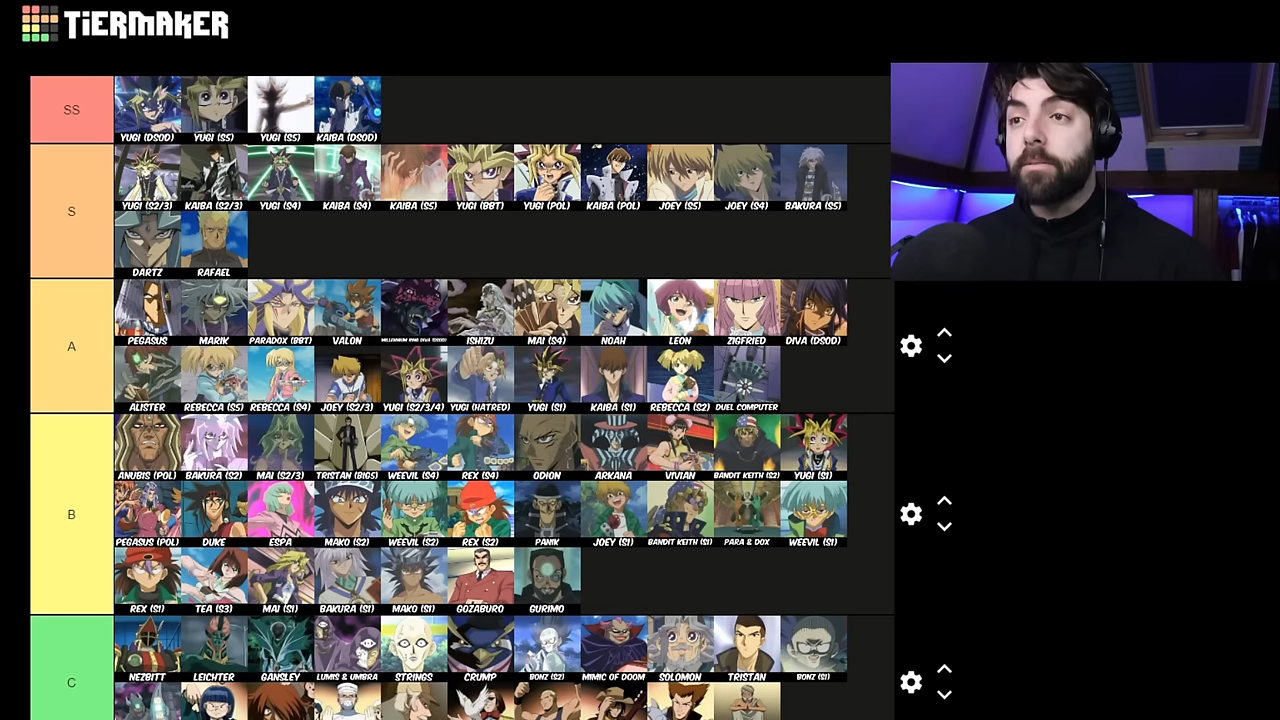 TIERMAKER
SS
YUGI (DSOD) YUGI (S5) YUGI (S5) KAIBA (DSOD)
S
YUGI (S2/3) KAIBA (S2/3) YUGI (S4) KAIBA (S4) KAIBA (S5) YUGI (BBT) YUGI (POL) KAIBA (POL) JOEY (S5) JOEY (S4) BAKURA (S5)
DARTZ RAFAEL
A
PEGASUS MARIK PARADOX (BBT) VALON MILLENNIUM RING DIVA (DSOD) ISHIZU MAI (S4) NOAH LEON ZIGFRIED DIVA (DSOD)
ALISTER REBECCA (S5) REBECCA (S4) JOEY (S2/3) YUGI (S2/3/4) YUGI (HATRED) YUGI (S1) KAIBA (S1) REBECCA (S2) DUEL COMPUTER
B
ANUBIS (POL) BAKURA (S2) MAI (S2/3) TRISTAN (BIG5) WEEVIL (S4) REX (S4) ODION ARKANA VIVIAN BANDIT KEITH (S2) YUGI (S1)
PEGASUS (POL) DUKE ESPA MAKO (S2) WEEVIL (S2) REX (S2) PANIK JOEY (S1) BANDIT KEITH (S1) PARA & DOX WEEVIL (S1)
REX (S1) TEA (S3) MAI (S1) BAKURA (S1) MAKO (S1) GOZABURO GURIMO
C
NEZBITT LEICHTER GANSLEY LUMIS & UMBRA STRINGS CRUMP BONZ (S2) MIMIC OF DOOM SOLOMON TRISTAN BONZ (S1)